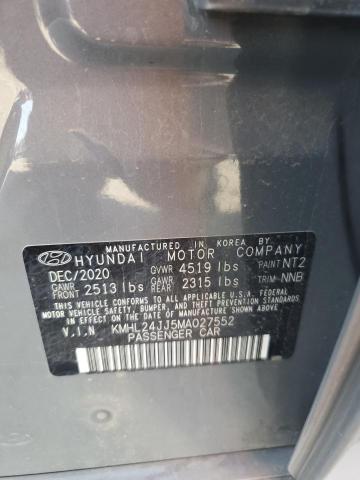 MANUFACTURED IN KOREA BY
HYUNDAI MOTOR COMPANY
DEC/2020 GVWR 4519 lbs PAINT NT2
GAWR FRONT 2513 lbs GAWR REAR 2315 lbs TRIM NNB
THIS VEHICLE CONFORMS TO ALL APPLICABLE U.S.A. FEDERAL
MOTOR VEHICLE SAFETY, BUMPER, AND THEFT PREVENTION
STANDARDS IN EFFECT ON THE DATE OF MANUFACTURE SHOWN ABOVE.
V.I.N KMHL24JJ5MA027552
PASSENGER CAR